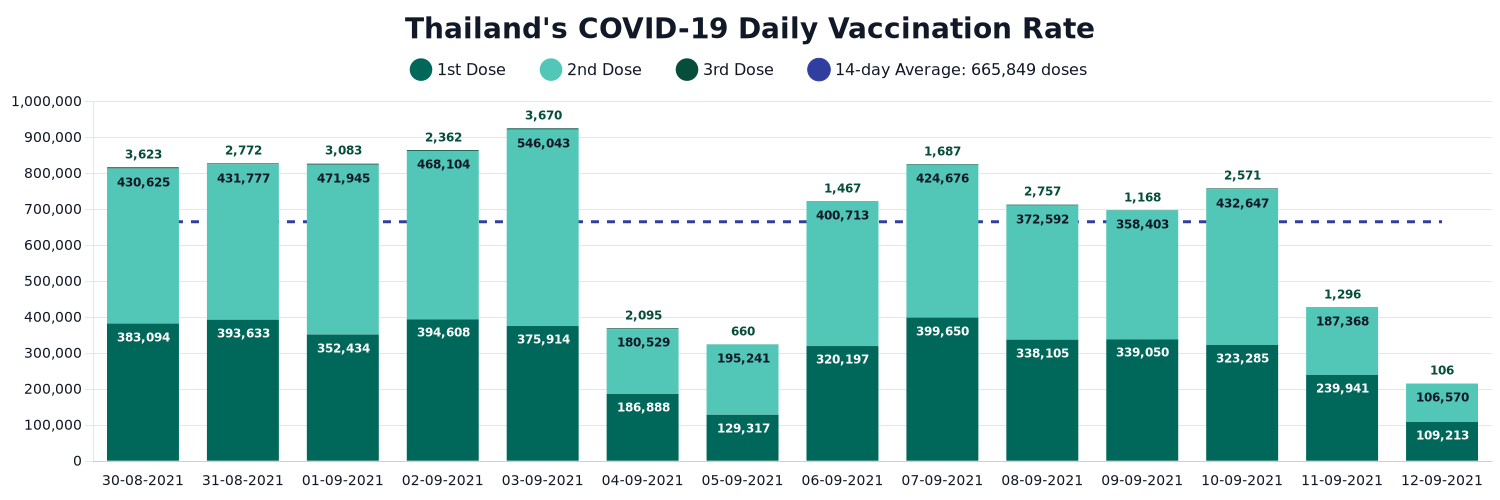 Thailand's COVID-19 Daily Vaccination Rate
1st Dose 2nd Dose 3rd Dose 14-day Average: 665,849 doses
1,000,000
900,000
800,000
700,000
600,000
500,000
400,000
300,000
200,000
100,000
0
3,623 2,772 3,083 2,362 3,670 2,095 660 1,467 1,687 2,757 1,168 2,571 1,296 106
430,625 431,777 471,945 468,104 546,043 180,529 195,241 400,713 424,676 372,592 358,403 432,647 187,368 106,570
383,094 393,633 352,434 394,608 375,914 186,888 129,317 320,197 399,650 338,105 339,050 323,285 239,941 109,213
30-08-2021 31-08-2021 01-09-2021 02-09-2021 03-09-2021 04-09-2021 05-09-2021 06-09-2021 07-09-2021 08-09-2021 09-09-2021 10-09-2021 11-09-2021 12-09-2021